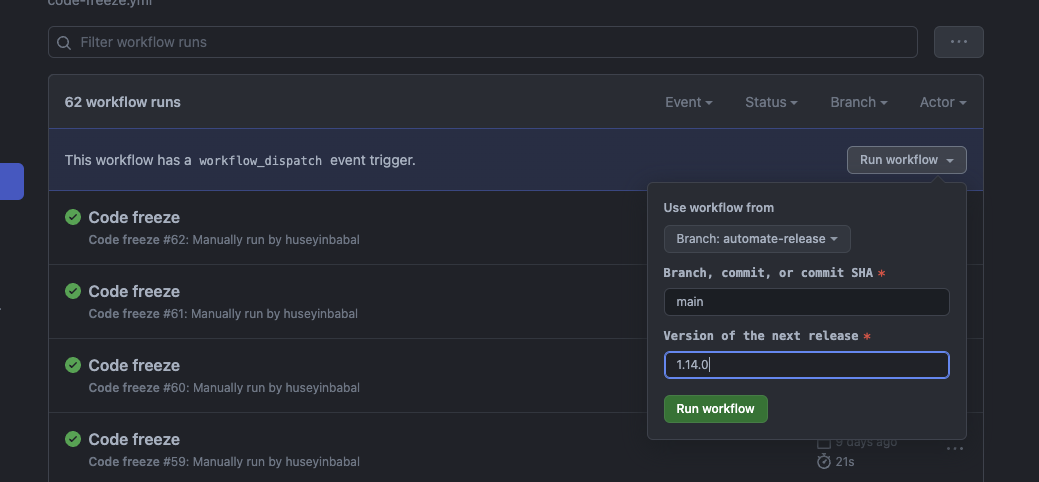 code-freeze.yml
Filter workflow runs
62 workflow runs
Event
Status
Branch
Actor
This workflow has a workflow_dispatch event trigger.
Run workflow
Use workflow from
Branch: automate-release
Branch, commit, or commit SHA *
main
Version of the next release *
1.14.0
Run workflow
Code freeze
Code freeze #62: Manually run by huseyinbabal
Code freeze
Code freeze #61: Manually run by huseyinbabal
Code freeze
Code freeze #60: Manually run by huseyinbabal
Code freeze
Code freeze #59: Manually run by huseyinbabal
9 days ago
21s